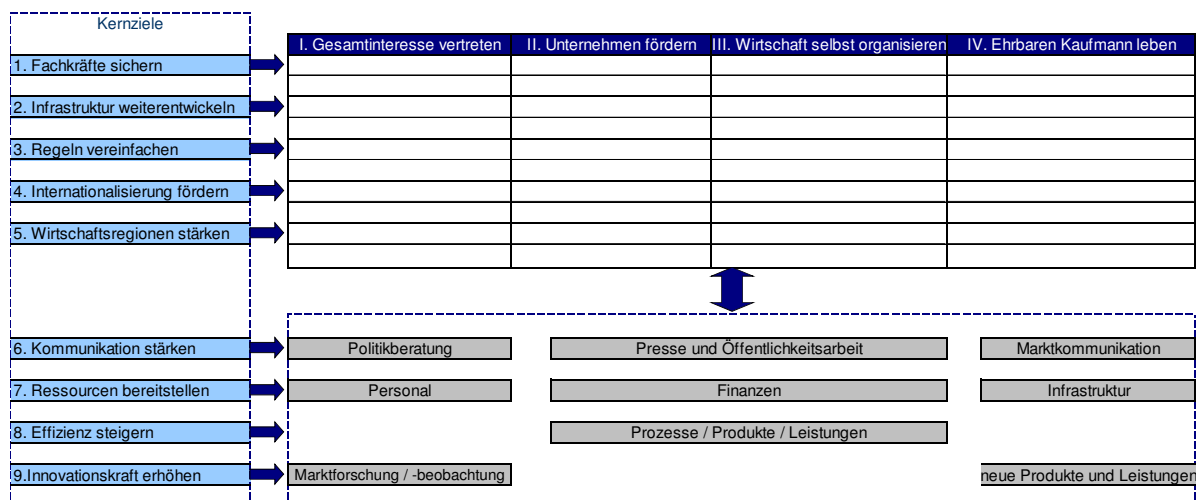 Kernziele
I. Gesamtinteresse vertreten II. Unternehmen fördern III. Wirtschaft selbst organisieren IV. Ehrbaren Kaufmann leben
1. Fachkräfte sichern
2. Infrastruktur weiterentwickeln
3. Regeln vereinfachen
4. Internationalisierung fördern
5. Wirtschaftsregionen stärken
6. Kommunikation stärken Politikberatung Presse und Öffentlichkeitsarbeit Marktkommunikation
7. Ressourcen bereitstellen Personal Finanzen Infrastruktur
8. Effizienz steigern Prozesse / Produkte / Leistungen
9.Innovationskraft erhöhen Marktforschung / -beobachtung neue Produkte und Leistungen